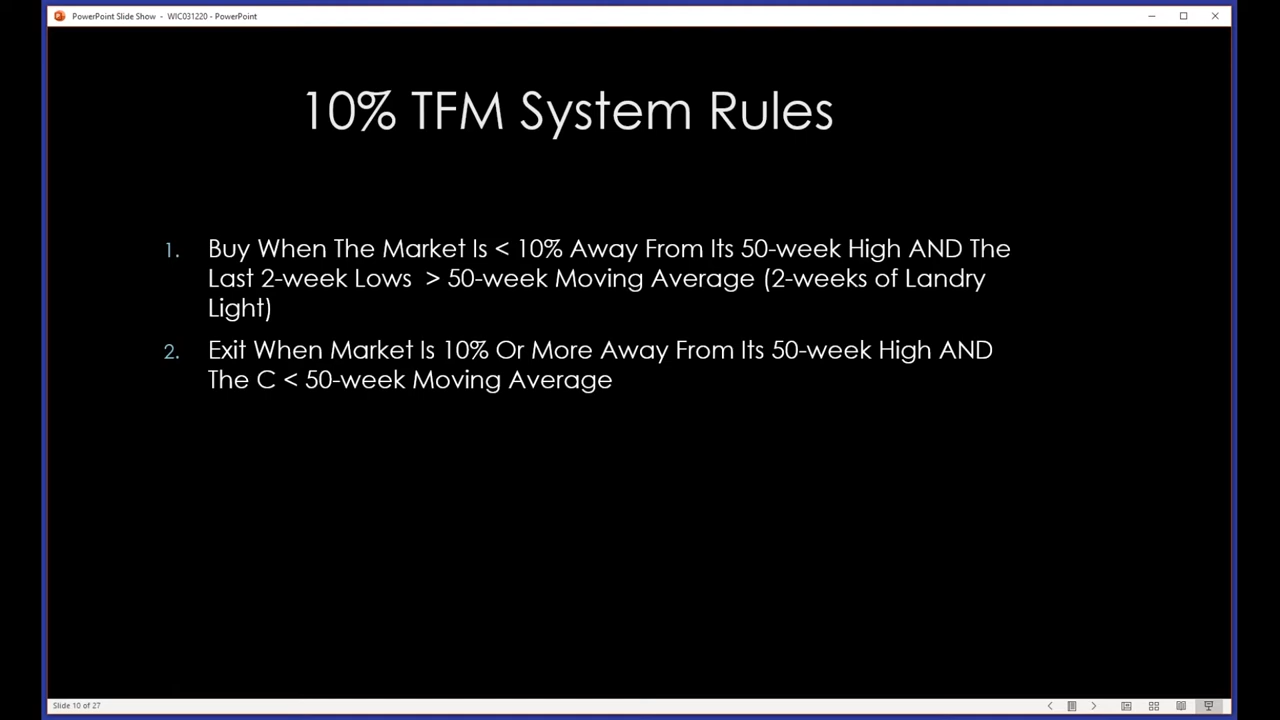 PowerPoint Slide Show - WIC031220 - PowerPoint
10% TFM System Rules
1. Buy When The Market Is < 10% Away From Its 50-week High AND The
Last 2-week Lows > 50-week Moving Average (2-weeks of Landry
Light)
2. Exit When Market Is 10% Or More Away From Its 50-week High AND
The C < 50-week Moving Average
Slide 10 of 27